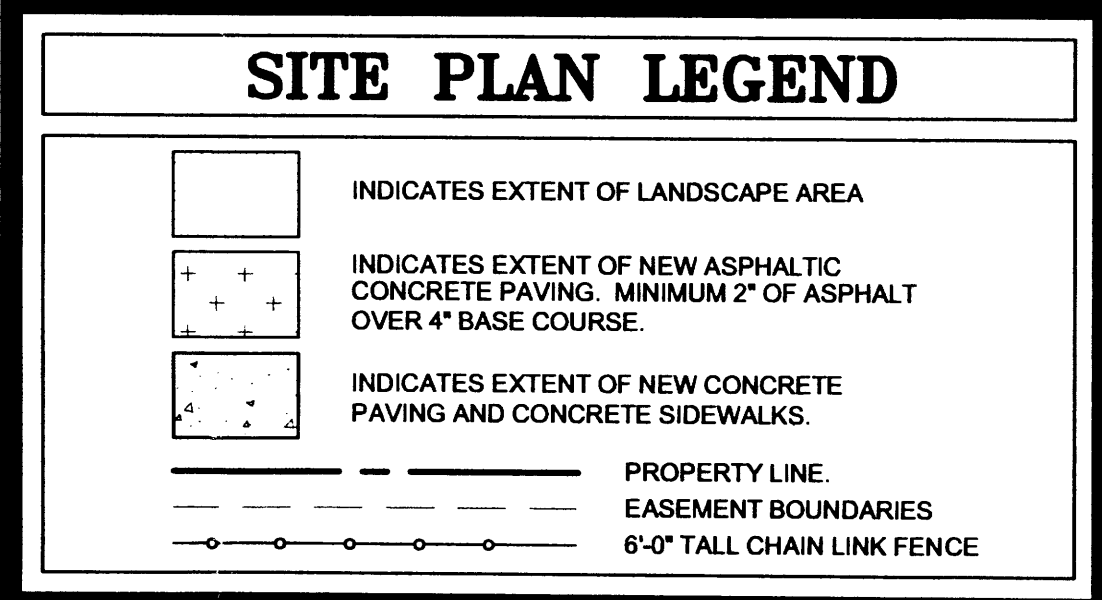 SITE PLAN LEGEND
INDICATES EXTENT OF LANDSCAPE AREA
INDICATES EXTENT OF NEW ASPHALTIC
CONCRETE PAVING. MINIMUM 2" OF ASPHALT
OVER 4" BASE COURSE.
INDICATES EXTENT OF NEW CONCRETE
PAVING AND CONCRETE SIDEWALKS.
PROPERTY LINE.
EASEMENT BOUNDARIES
6'-0" TALL CHAIN LINK FENCE